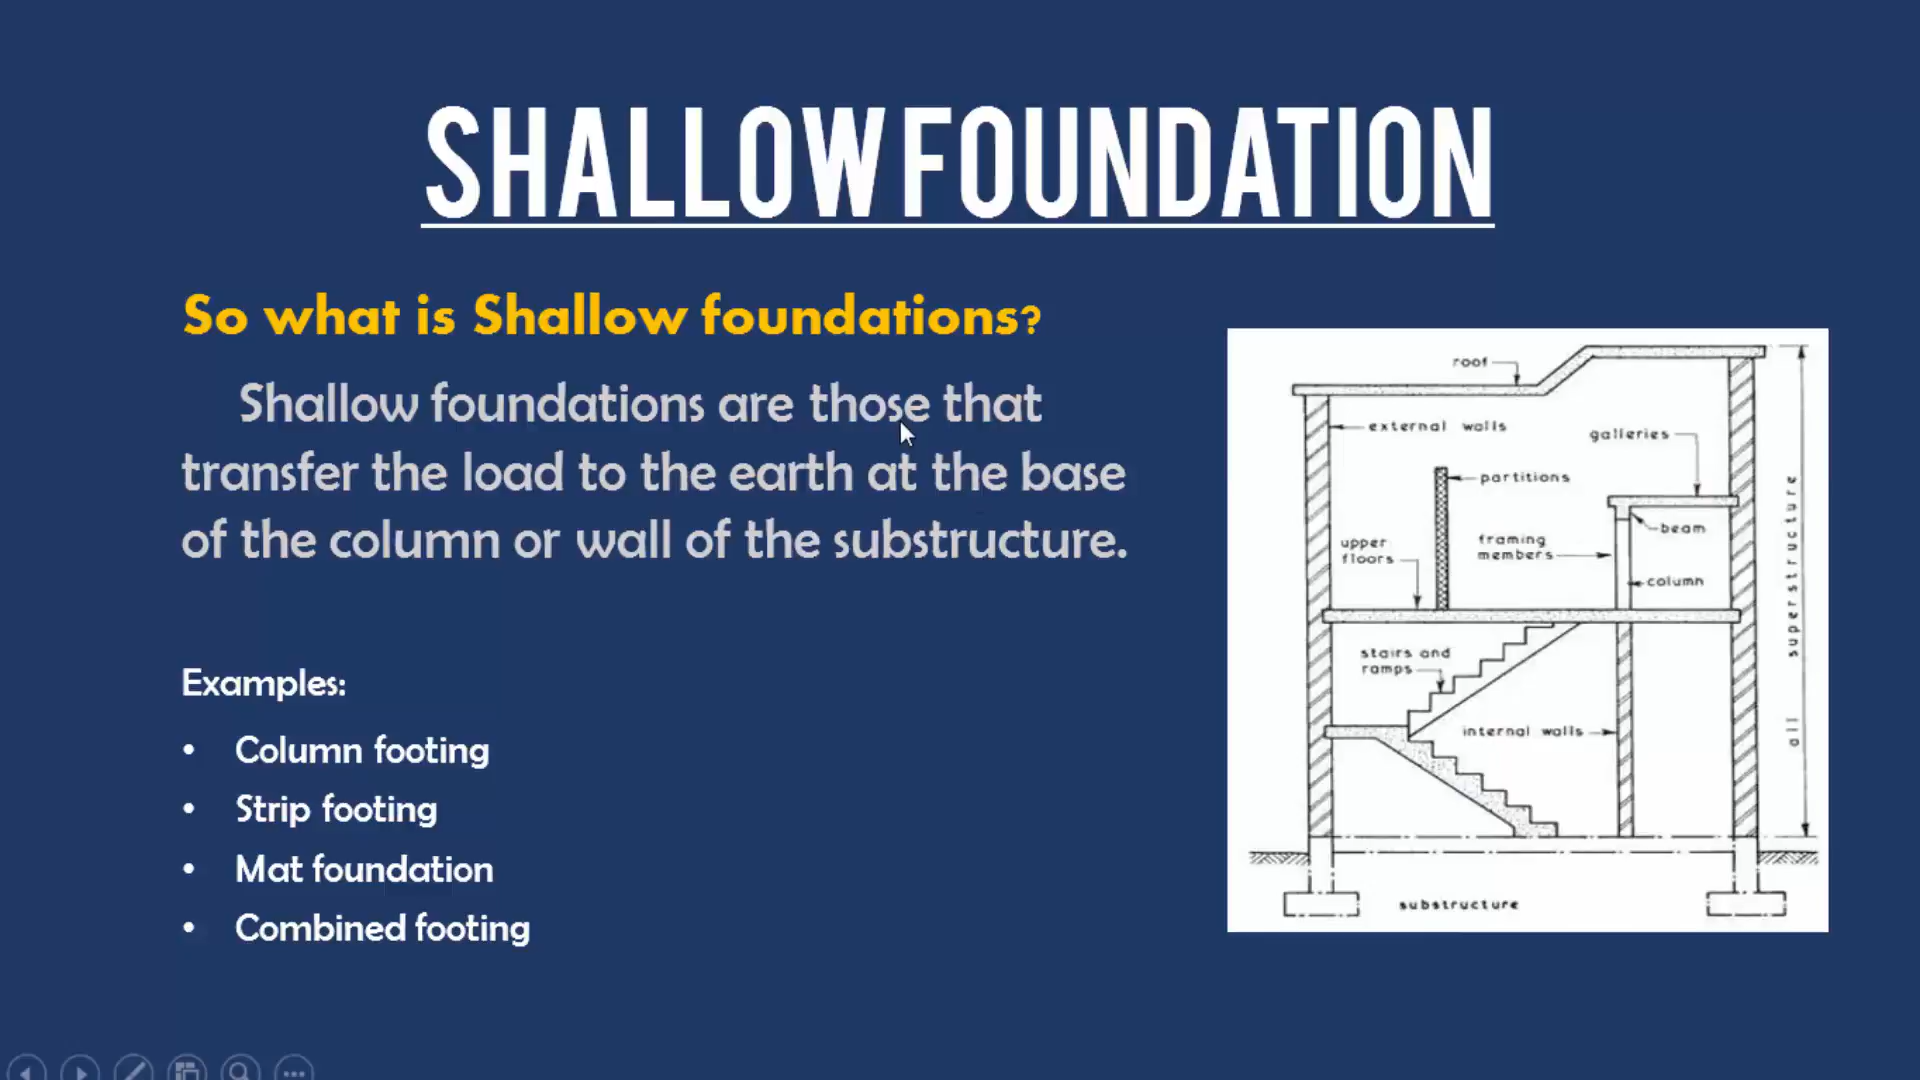 SHALLOW FOUNDATION
So what is Shallow foundations?
Shallow foundations are those that
transfer the load to the earth at the base
of the column or wall of the substructure.
Examples:
• Column footing
• Strip footing
• Mat foundation
• Combined footing
roof
external walls
galleries
partitions
beam
upper
floors
framing
members
column
stairs and
ramps
internal walls
all superstructure
substructure